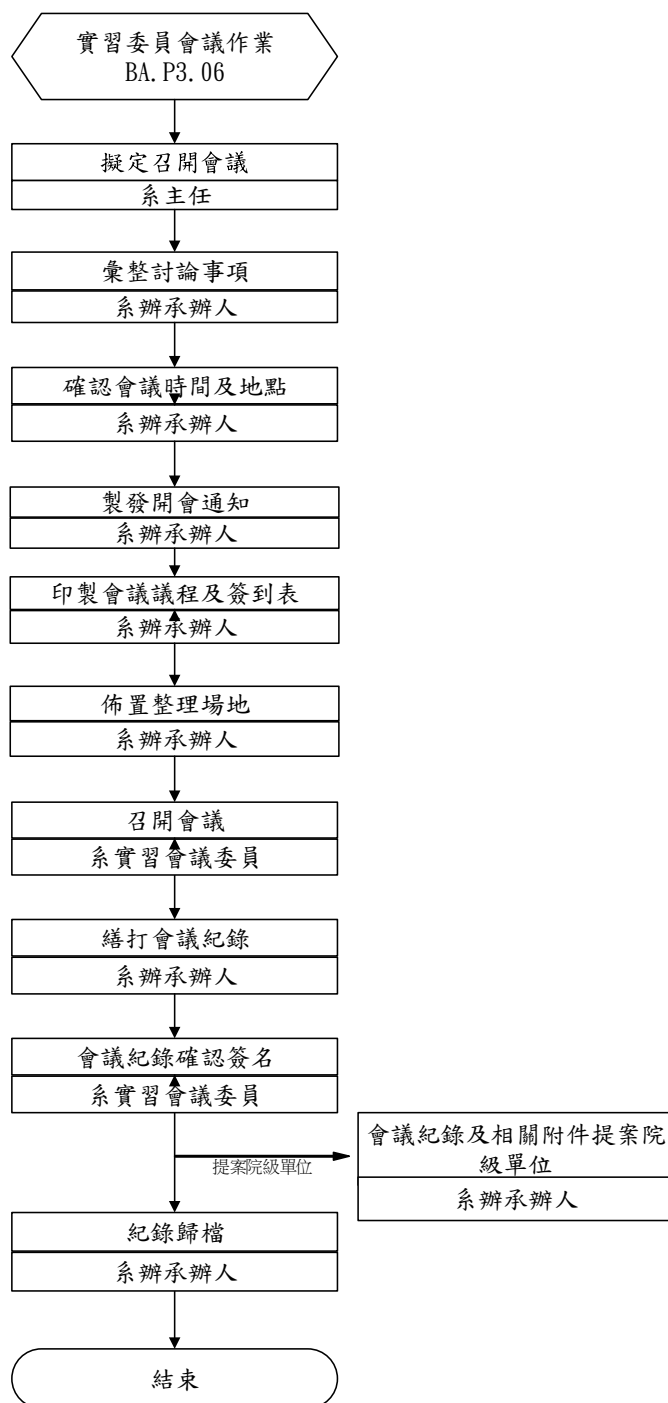 實習委員會議作業
BA.P3.06
擬定召開會議
系主任
彙整討論事項
系辦承辦人
確認會議時間及地點
系辦承辦人
製發開會通知
系辦承辦人
印製會議議程及簽到表
系辦承辦人
佈置整理場地
系辦承辦人
召開會議
系實習會議委員
繕打會議紀錄
系辦承辦人
會議紀錄確認簽名
系實習會議委員
提案院級單位
會議紀錄及相關附件提案院
級單位
系辦承辦人
紀錄歸檔
系辦承辦人
結束